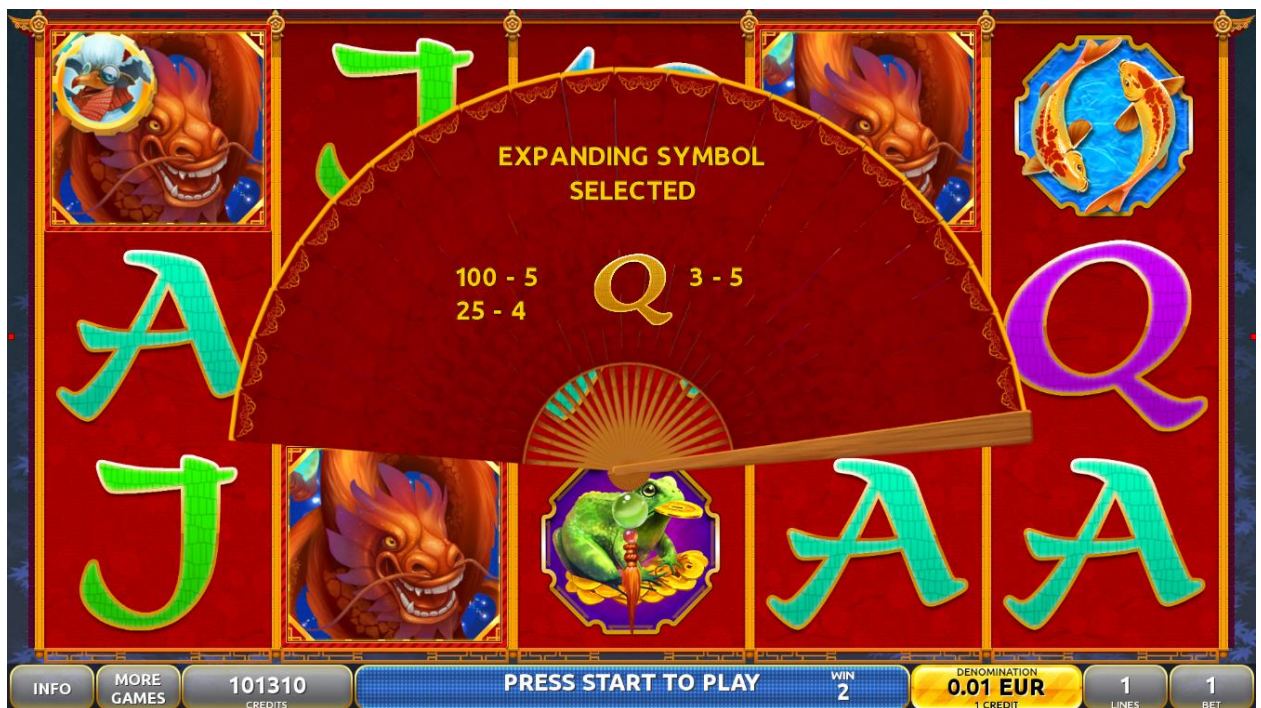 EXPANDING SYMBOL
SELECTED
100 - 5
25 - 4
Q
3 - 5
J
A
Q
J
A
A
INFO
MORE
GAMES
101310
CREDITS
PRESS START TO PLAY
WIN
2
DENOMINATION
0.01 EUR
1 CREDIT
1
LINES
1
BET